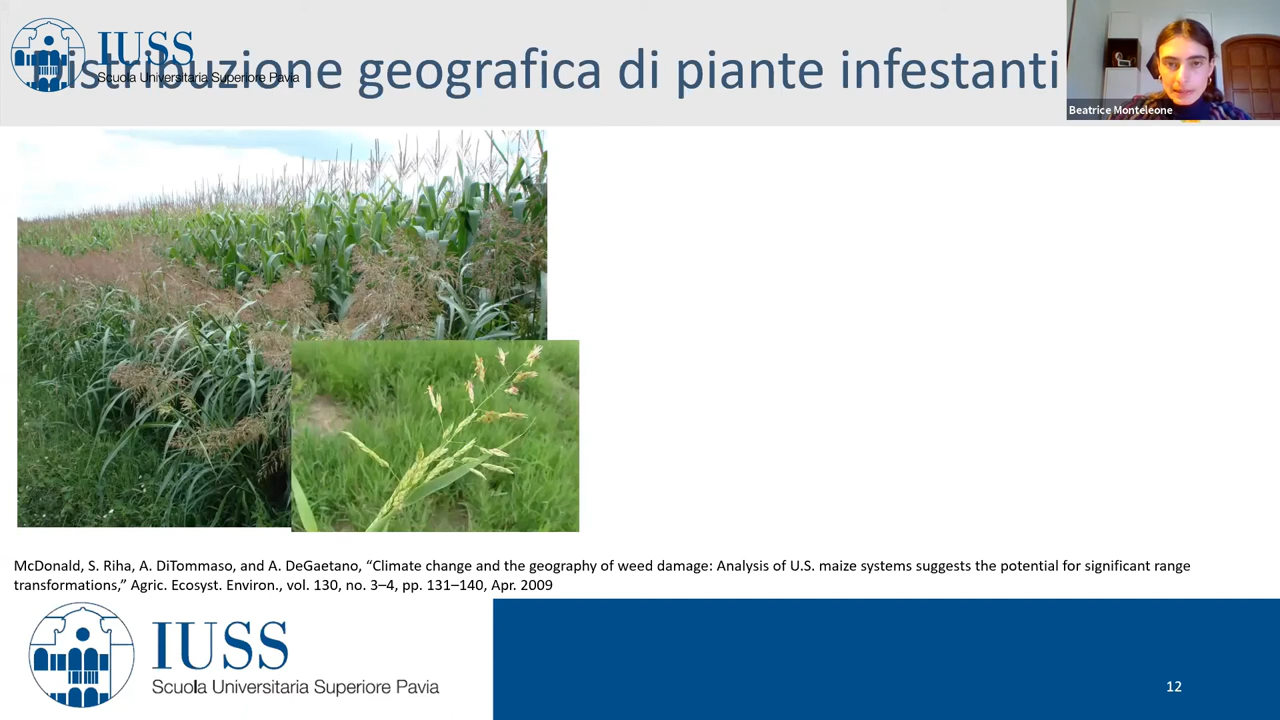 IUSS
Scuola Universitaria Superiore Pavia
Distribuzione geografica di piante infestanti
Beatrice Monteleone
McDonald, S. Riha, A. DiTommaso, and A. DeGaetano, “Climate change and the geography of weed damage: Analysis of U.S. maize systems suggests the potential for significant range
transformations,” Agric. Ecosyst. Environ., vol. 130, no. 3–4, pp. 131–140, Apr. 2009
IUSS
Scuola Universitaria Superiore Pavia
12